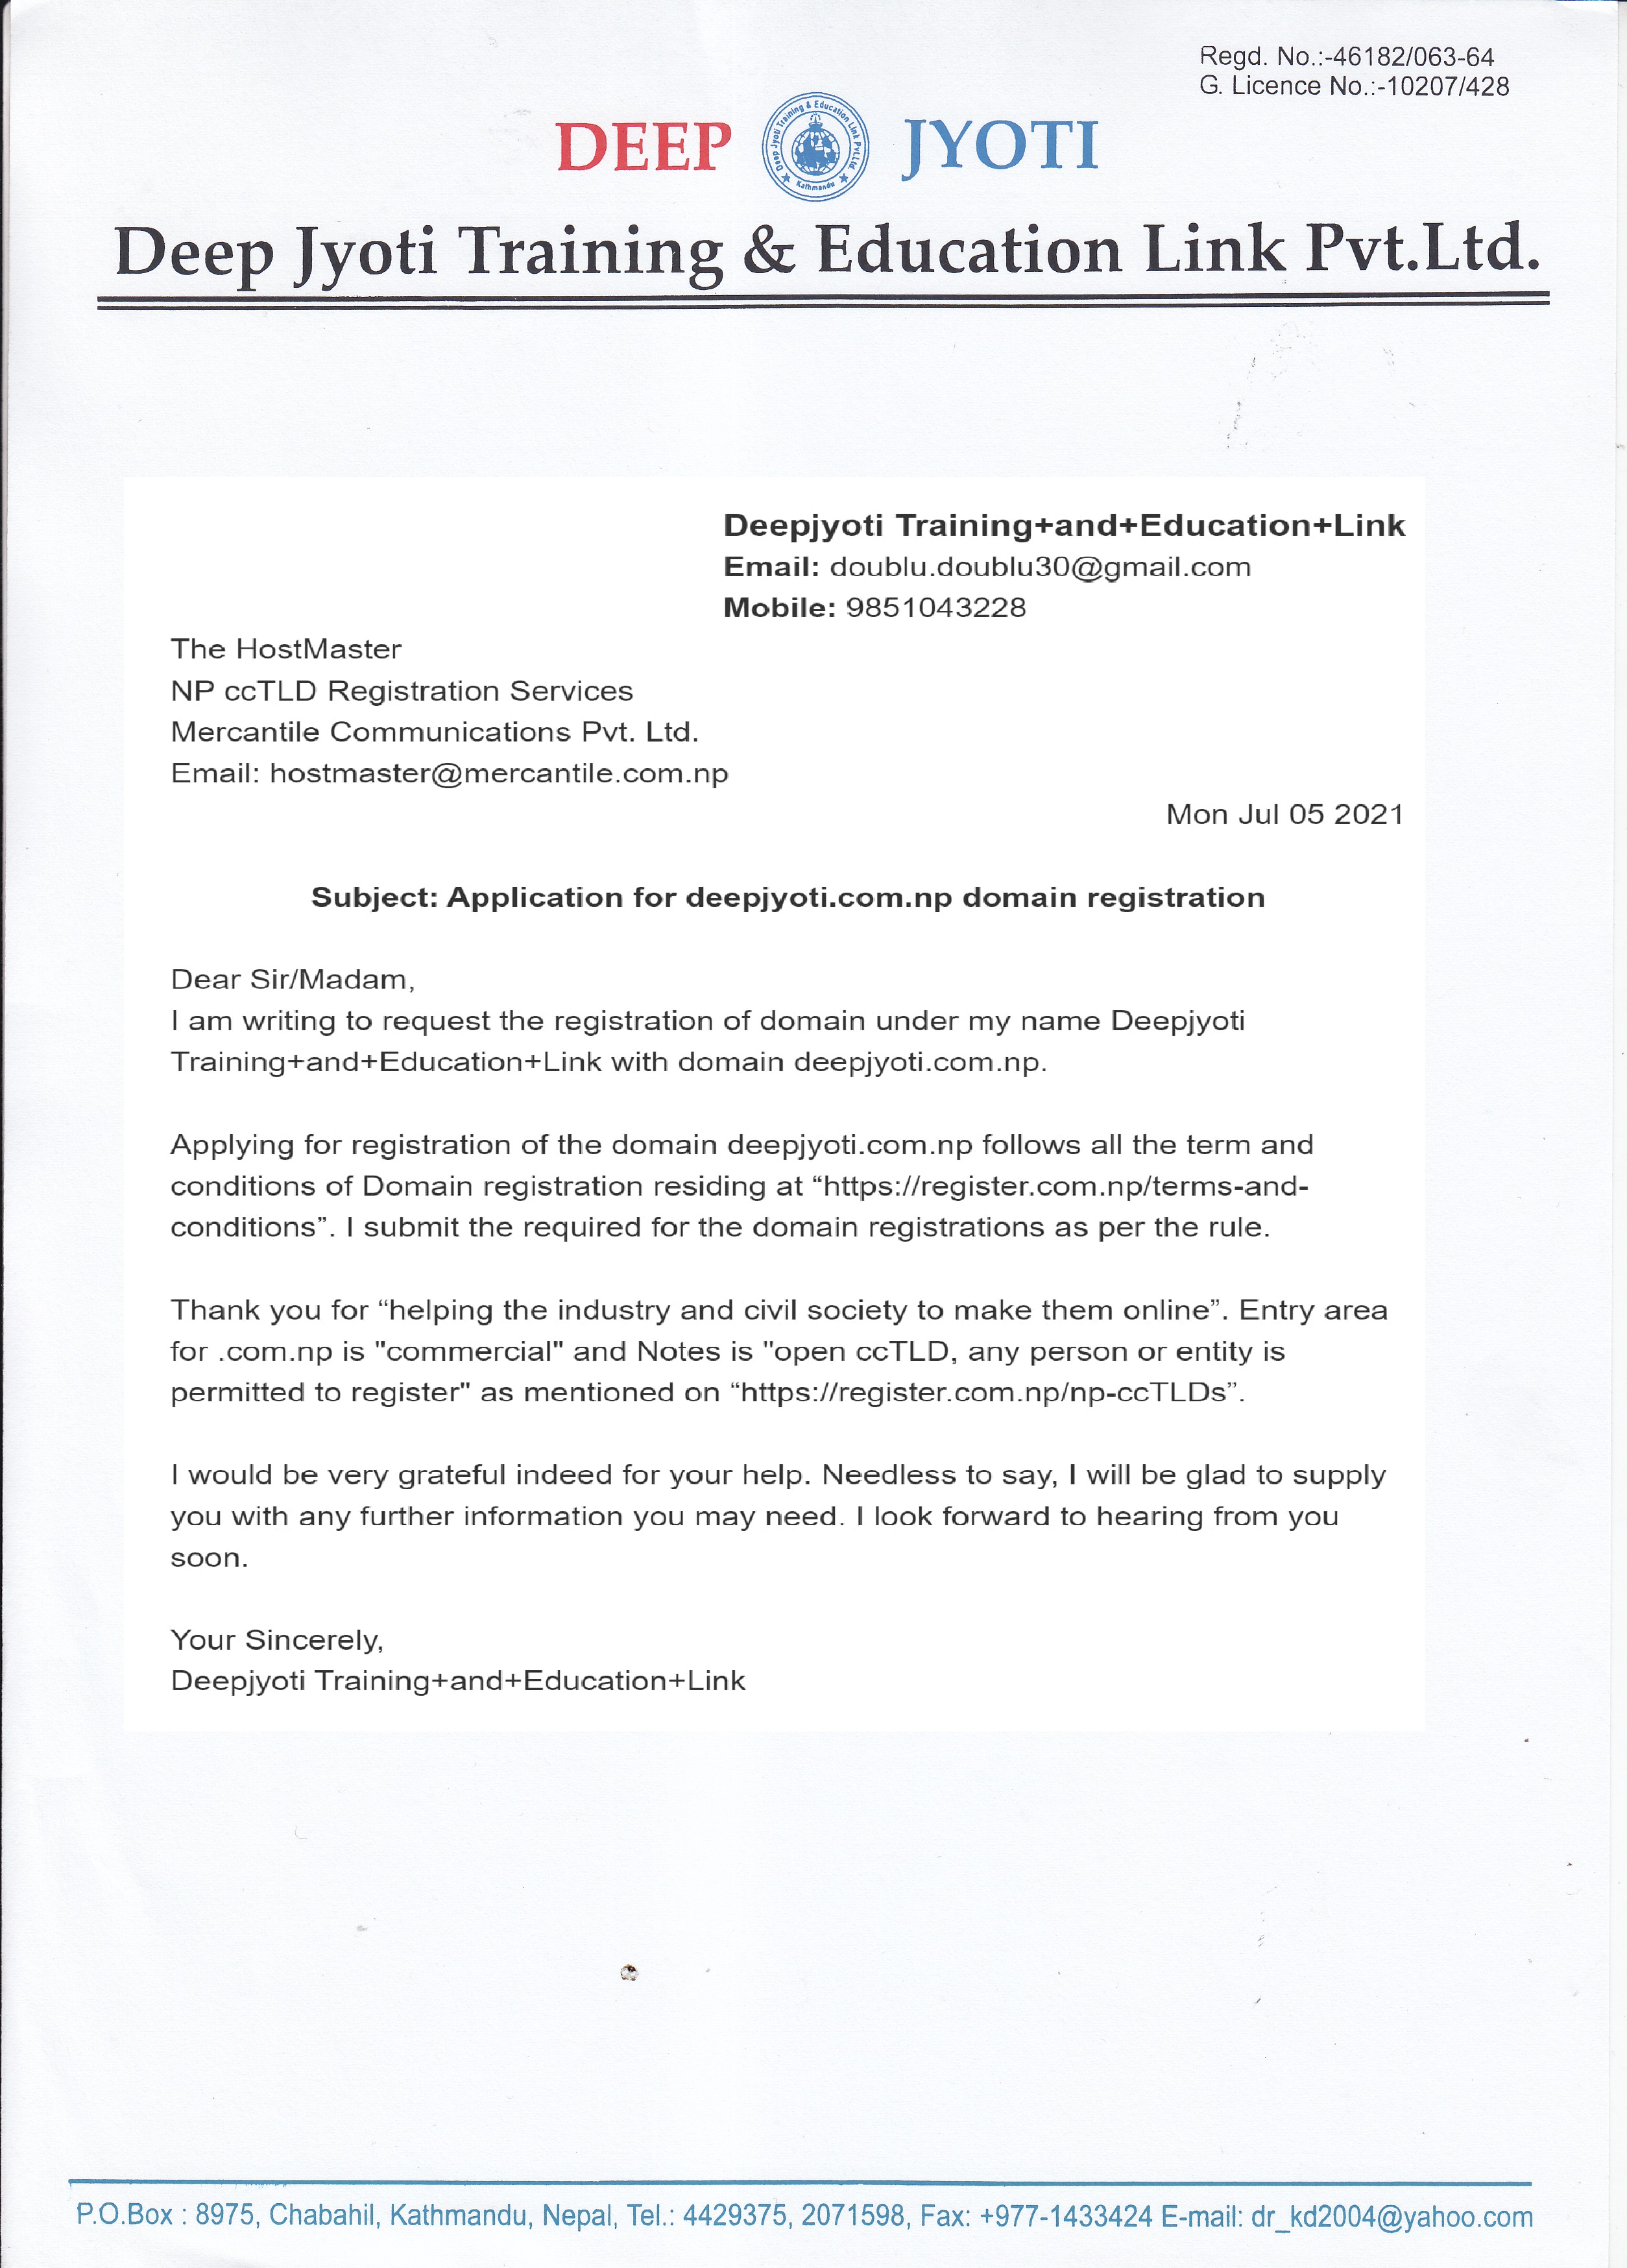 Regd. No.:-46182/063-64
G. Licence No.:-10207/428
DEEP JYOTI
Deep Jyoti Training & Education Link Pvt.Ltd.
Kathmandu
Deep Jyoti Training & Education Link Pvt.Ltd.
Deepjyoti Training+and+Education+Link
Email: doublu.doublu30@gmail.com
Mobile: 9851043228
The HostMaster
NP ccTLD Registration Services
Mercantile Communications Pvt. Ltd.
Email: hostmaster@mercantile.com.np
Mon Jul 05 2021
Subject: Application for deepjyoti.com.np domain registration
Dear Sir/Madam,
I am writing to request the registration of domain under my name Deepjyoti
Training+and+Education+Link with domain deepjyoti.com.np.
Applying for registration of the domain deepjyoti.com.np follows all the term and
conditions of Domain registration residing at “https://register.com.np/terms-and-
conditions”. I submit the required for the domain registrations as per the rule.
Thank you for “helping the industry and civil society to make them online”. Entry area
for .com.np is "commercial" and Notes is "open ccTLD, any person or entity is
permitted to register" as mentioned on “https://register.com.np/np-ccTLDs”.
I would be very grateful indeed for your help. Needless to say, I will be glad to supply
you with any further information you may need. I look forward to hearing from you
soon.
Your Sincerely,
Deepjyoti Training+and+Education+Link
P.O.Box : 8975, Chabahil, Kathmandu, Nepal, Tel.: 4429375, 2071598, Fax: +977-1433424 E-mail: dr_kd2004@yahoo.com